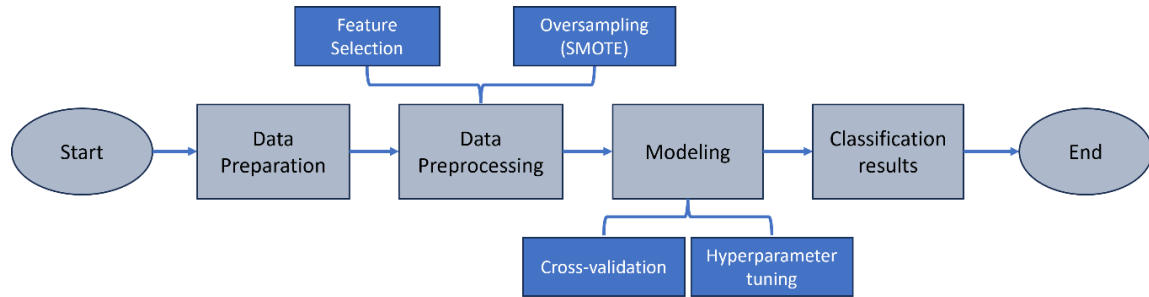 Feature
Selection
Oversampling
(SMOTE)
Start
Data
Preparation
Data
Preprocessing
Modeling
Classification
results
End
Cross-validation
Hyperparameter
tuning